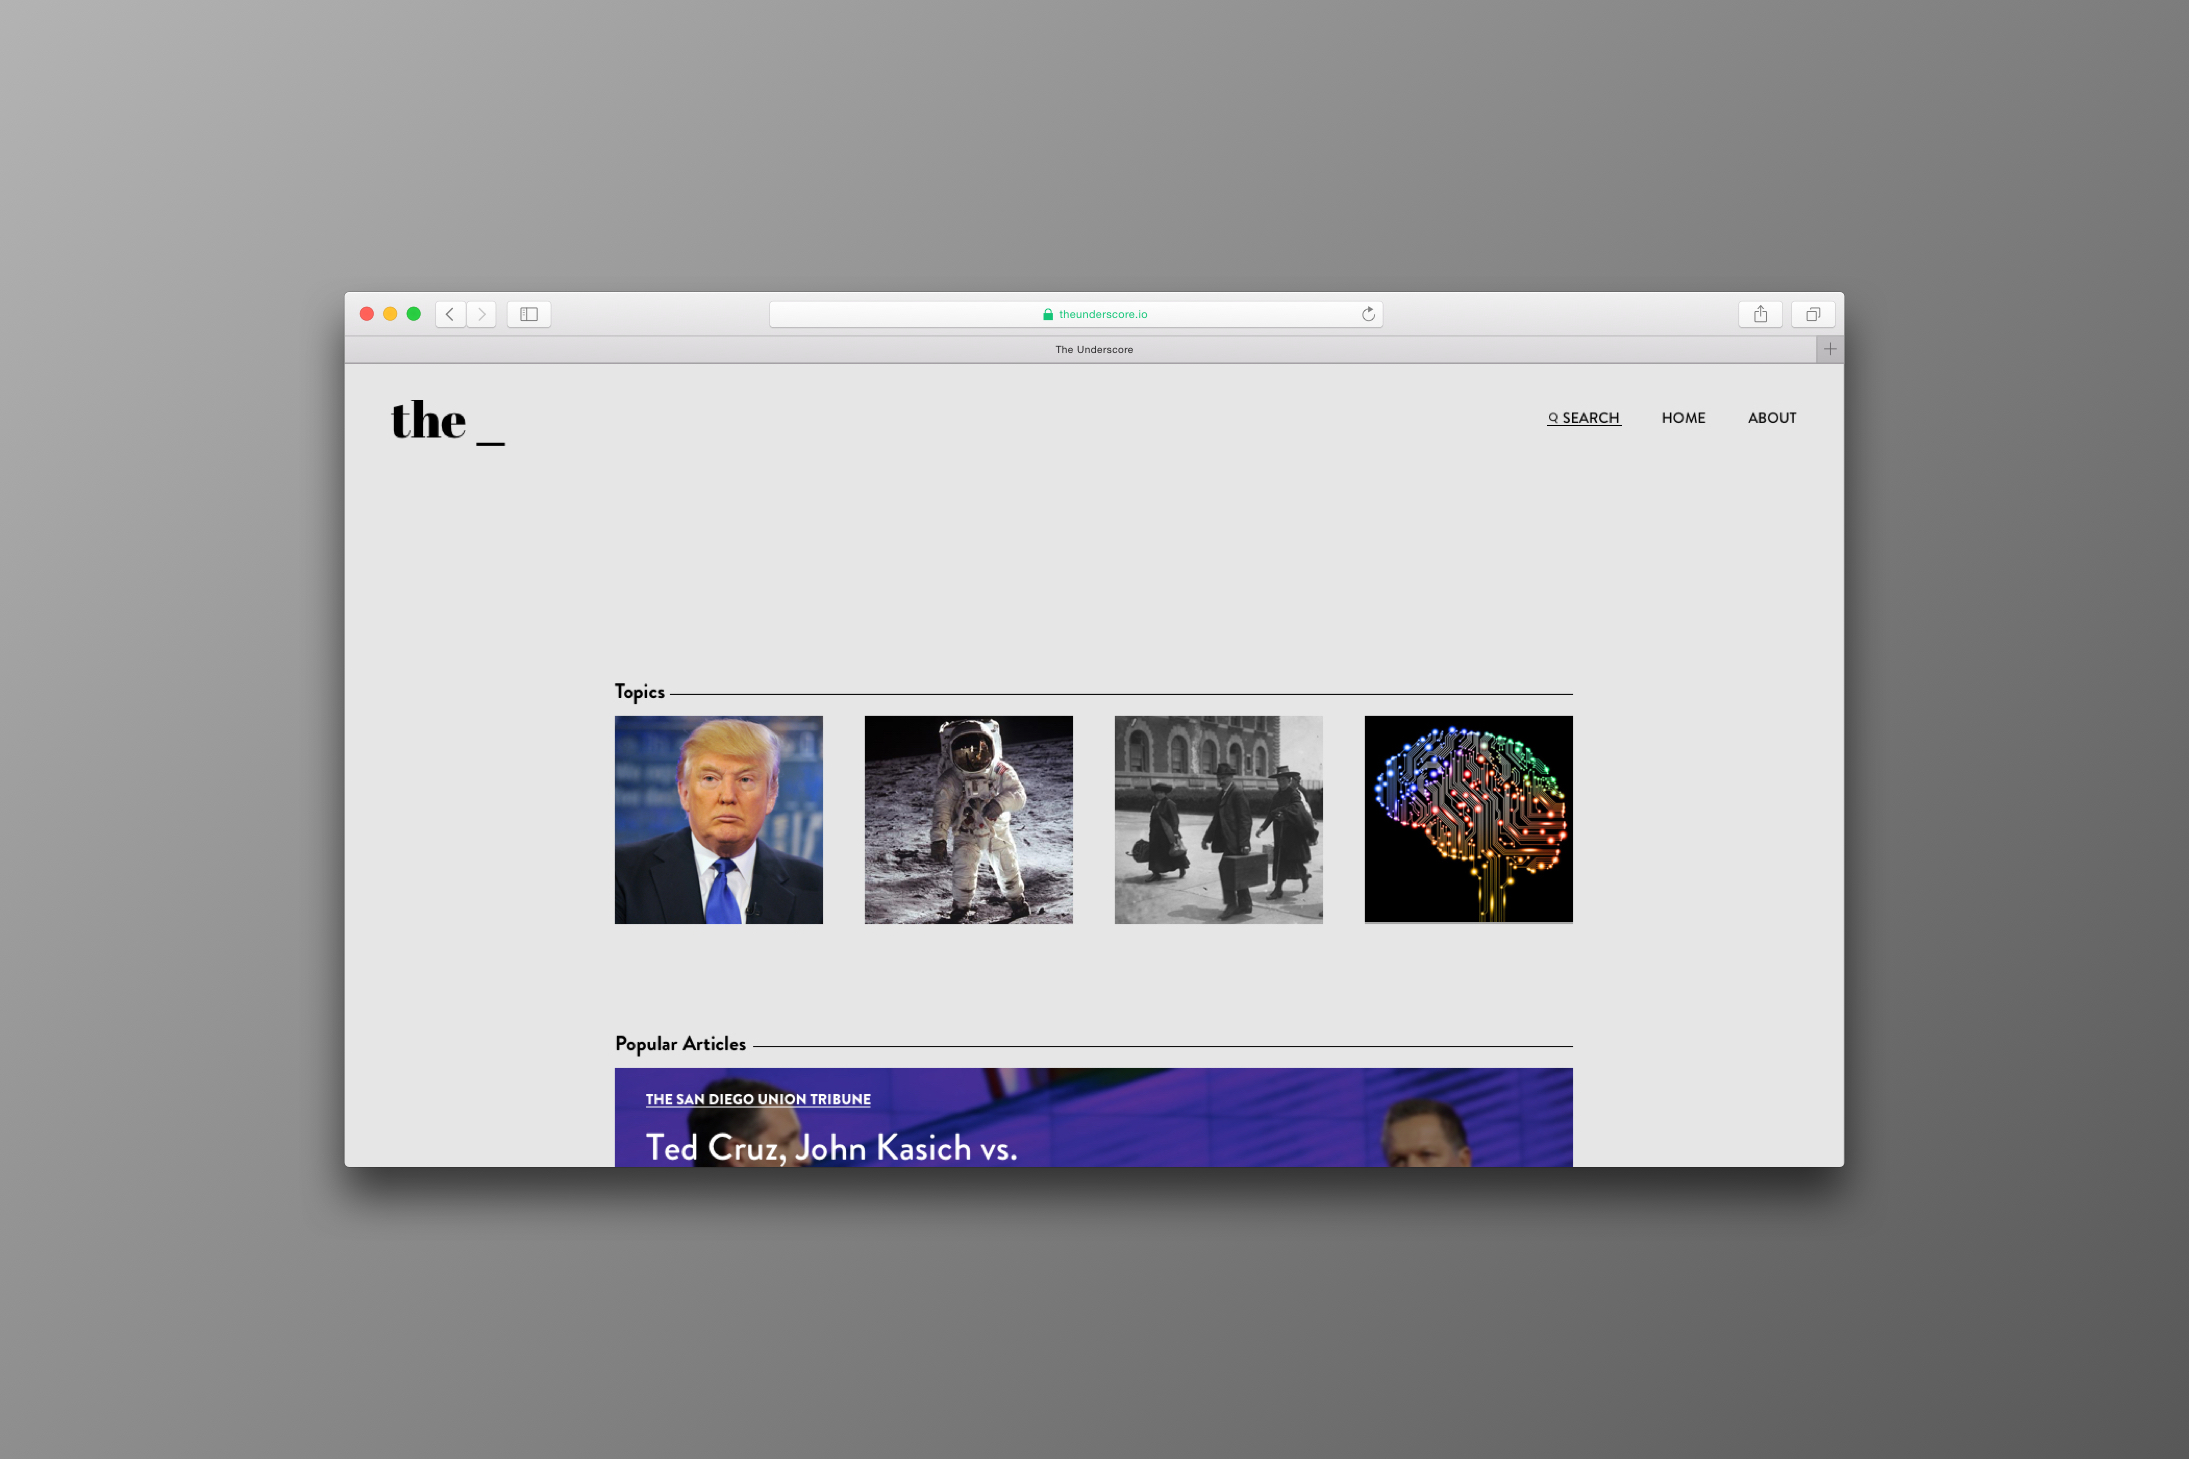 theunderscore.io
The Underscore
the _
SEARCH HOME ABOUT
Topics
Popular Articles
THE SAN DIEGO UNION TRIBUNE
Ted Cruz, John Kasich vs.